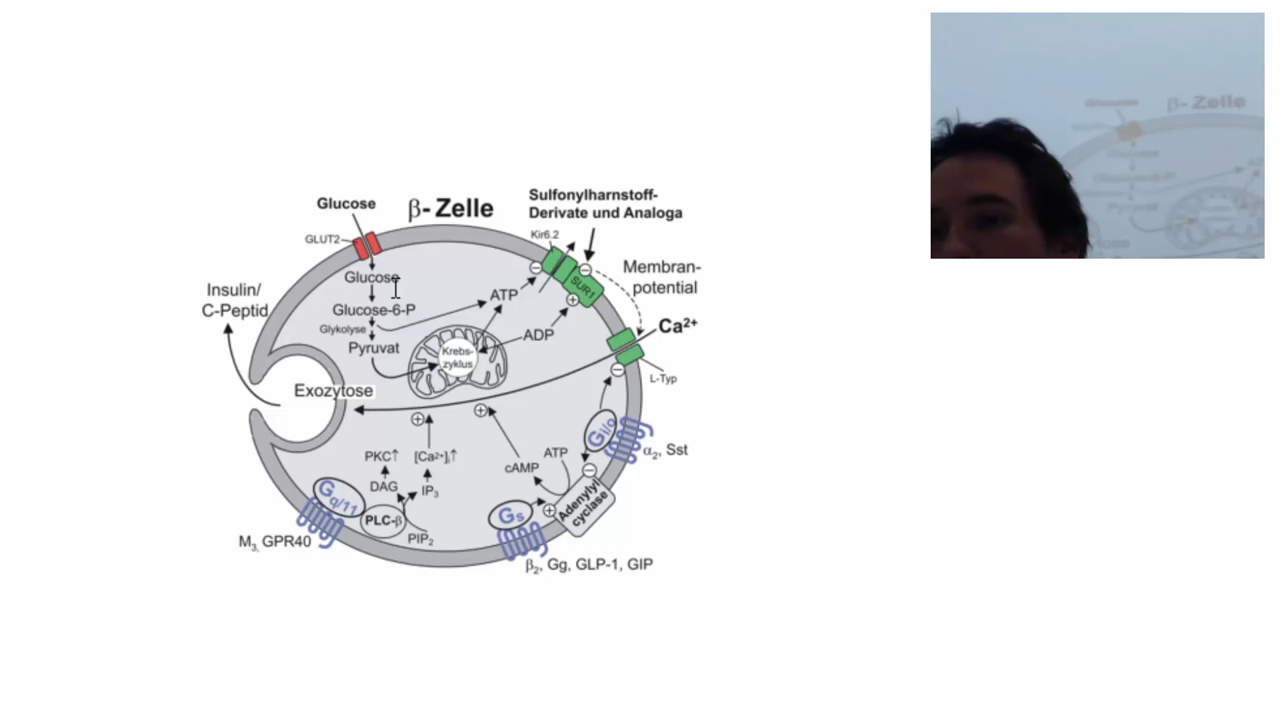 Glucose
β- Zelle
Sulfonylharnstoff-
Derivate und Analoga
GLUT2
Kir6.2
SUR1
Membran-
potential
Glucose
Glucose-6-P
Glykolyse
Pyruvat
ATP
ADP
Krebs-
zyklus
Ca²⁺
L-Typ
Insulin/
C-Peptid
Exozytose
PKC↑
[Ca²⁺]ᵢ↑
DAG
IP₃
Gq/11
PLC-β
PIP₂
M₃, GPR40
cAMP
ATP
Gi/o
α₂, Sst
Gs
Adenylyl
cyclase
β₂, Gg, GLP-1, GIP
β- Zelle